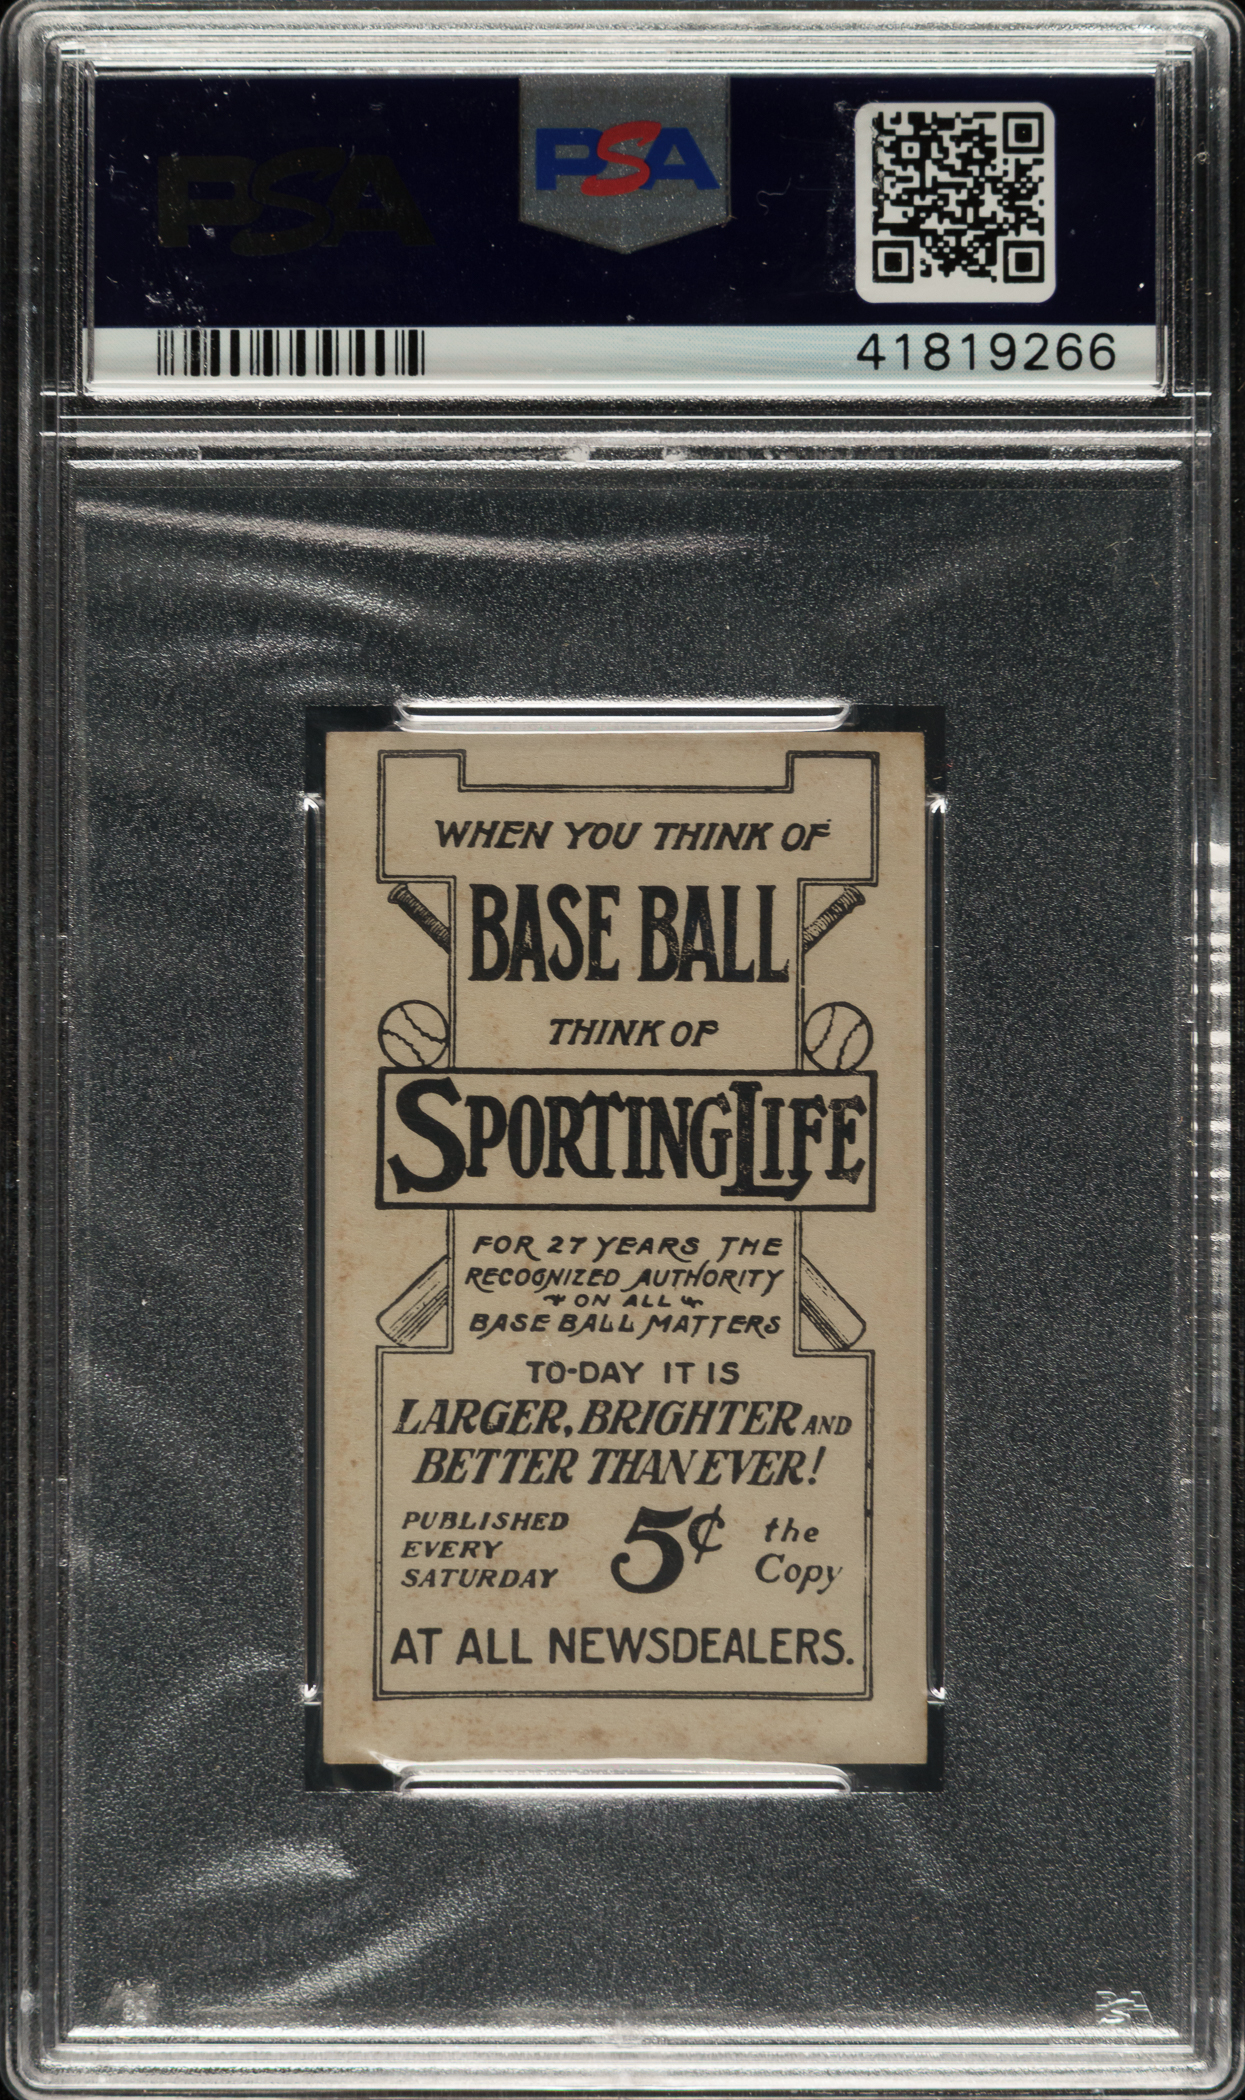 PSA
PSA
41819266
WHEN YOU THINK OF
BASE BALL
THINK OF
SPORTING LIFE
FOR 27 YEARS THE
RECOGNIZED AUTHORITY
ON ALL
BASE BALL MATTERS
TO-DAY IT IS
LARGER, BRIGHTER AND
BETTER THAN EVER!
PUBLISHED
EVERY
SATURDAY
5¢
the
Copy
AT ALL NEWSDEALERS.
PSA